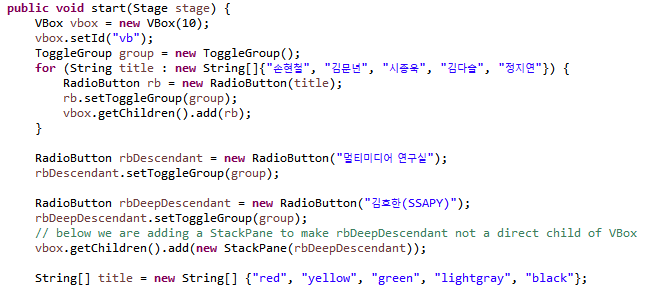 public void start(Stage stage) {
VBox vbox = new VBox(10);
vbox.setId("vb");
ToggleGroup group = new ToggleGroup();
for (String title : new String[]{"손현철", "김문년", "시종욱", "김다슬", "정지연"}) {
RadioButton rb = new RadioButton(title);
rb.setToggleGroup(group);
vbox.getChildren().add(rb);
}
RadioButton rbDescendant = new RadioButton("멀티미디어 연구실");
rbDescendant.setToggleGroup(group);
RadioButton rbDeepDescendant = new RadioButton("김흐한(SSAPY)");
rbDeepDescendant.setToggleGroup(group);
// below we are adding a StackPane to make rbDeepDescendant not a direct child of VBox
vbox.getChildren().add(new StackPane(rbDeepDescendant));
String[] title = new String[] {"red", "yellow", "green", "lightgray", "black"};